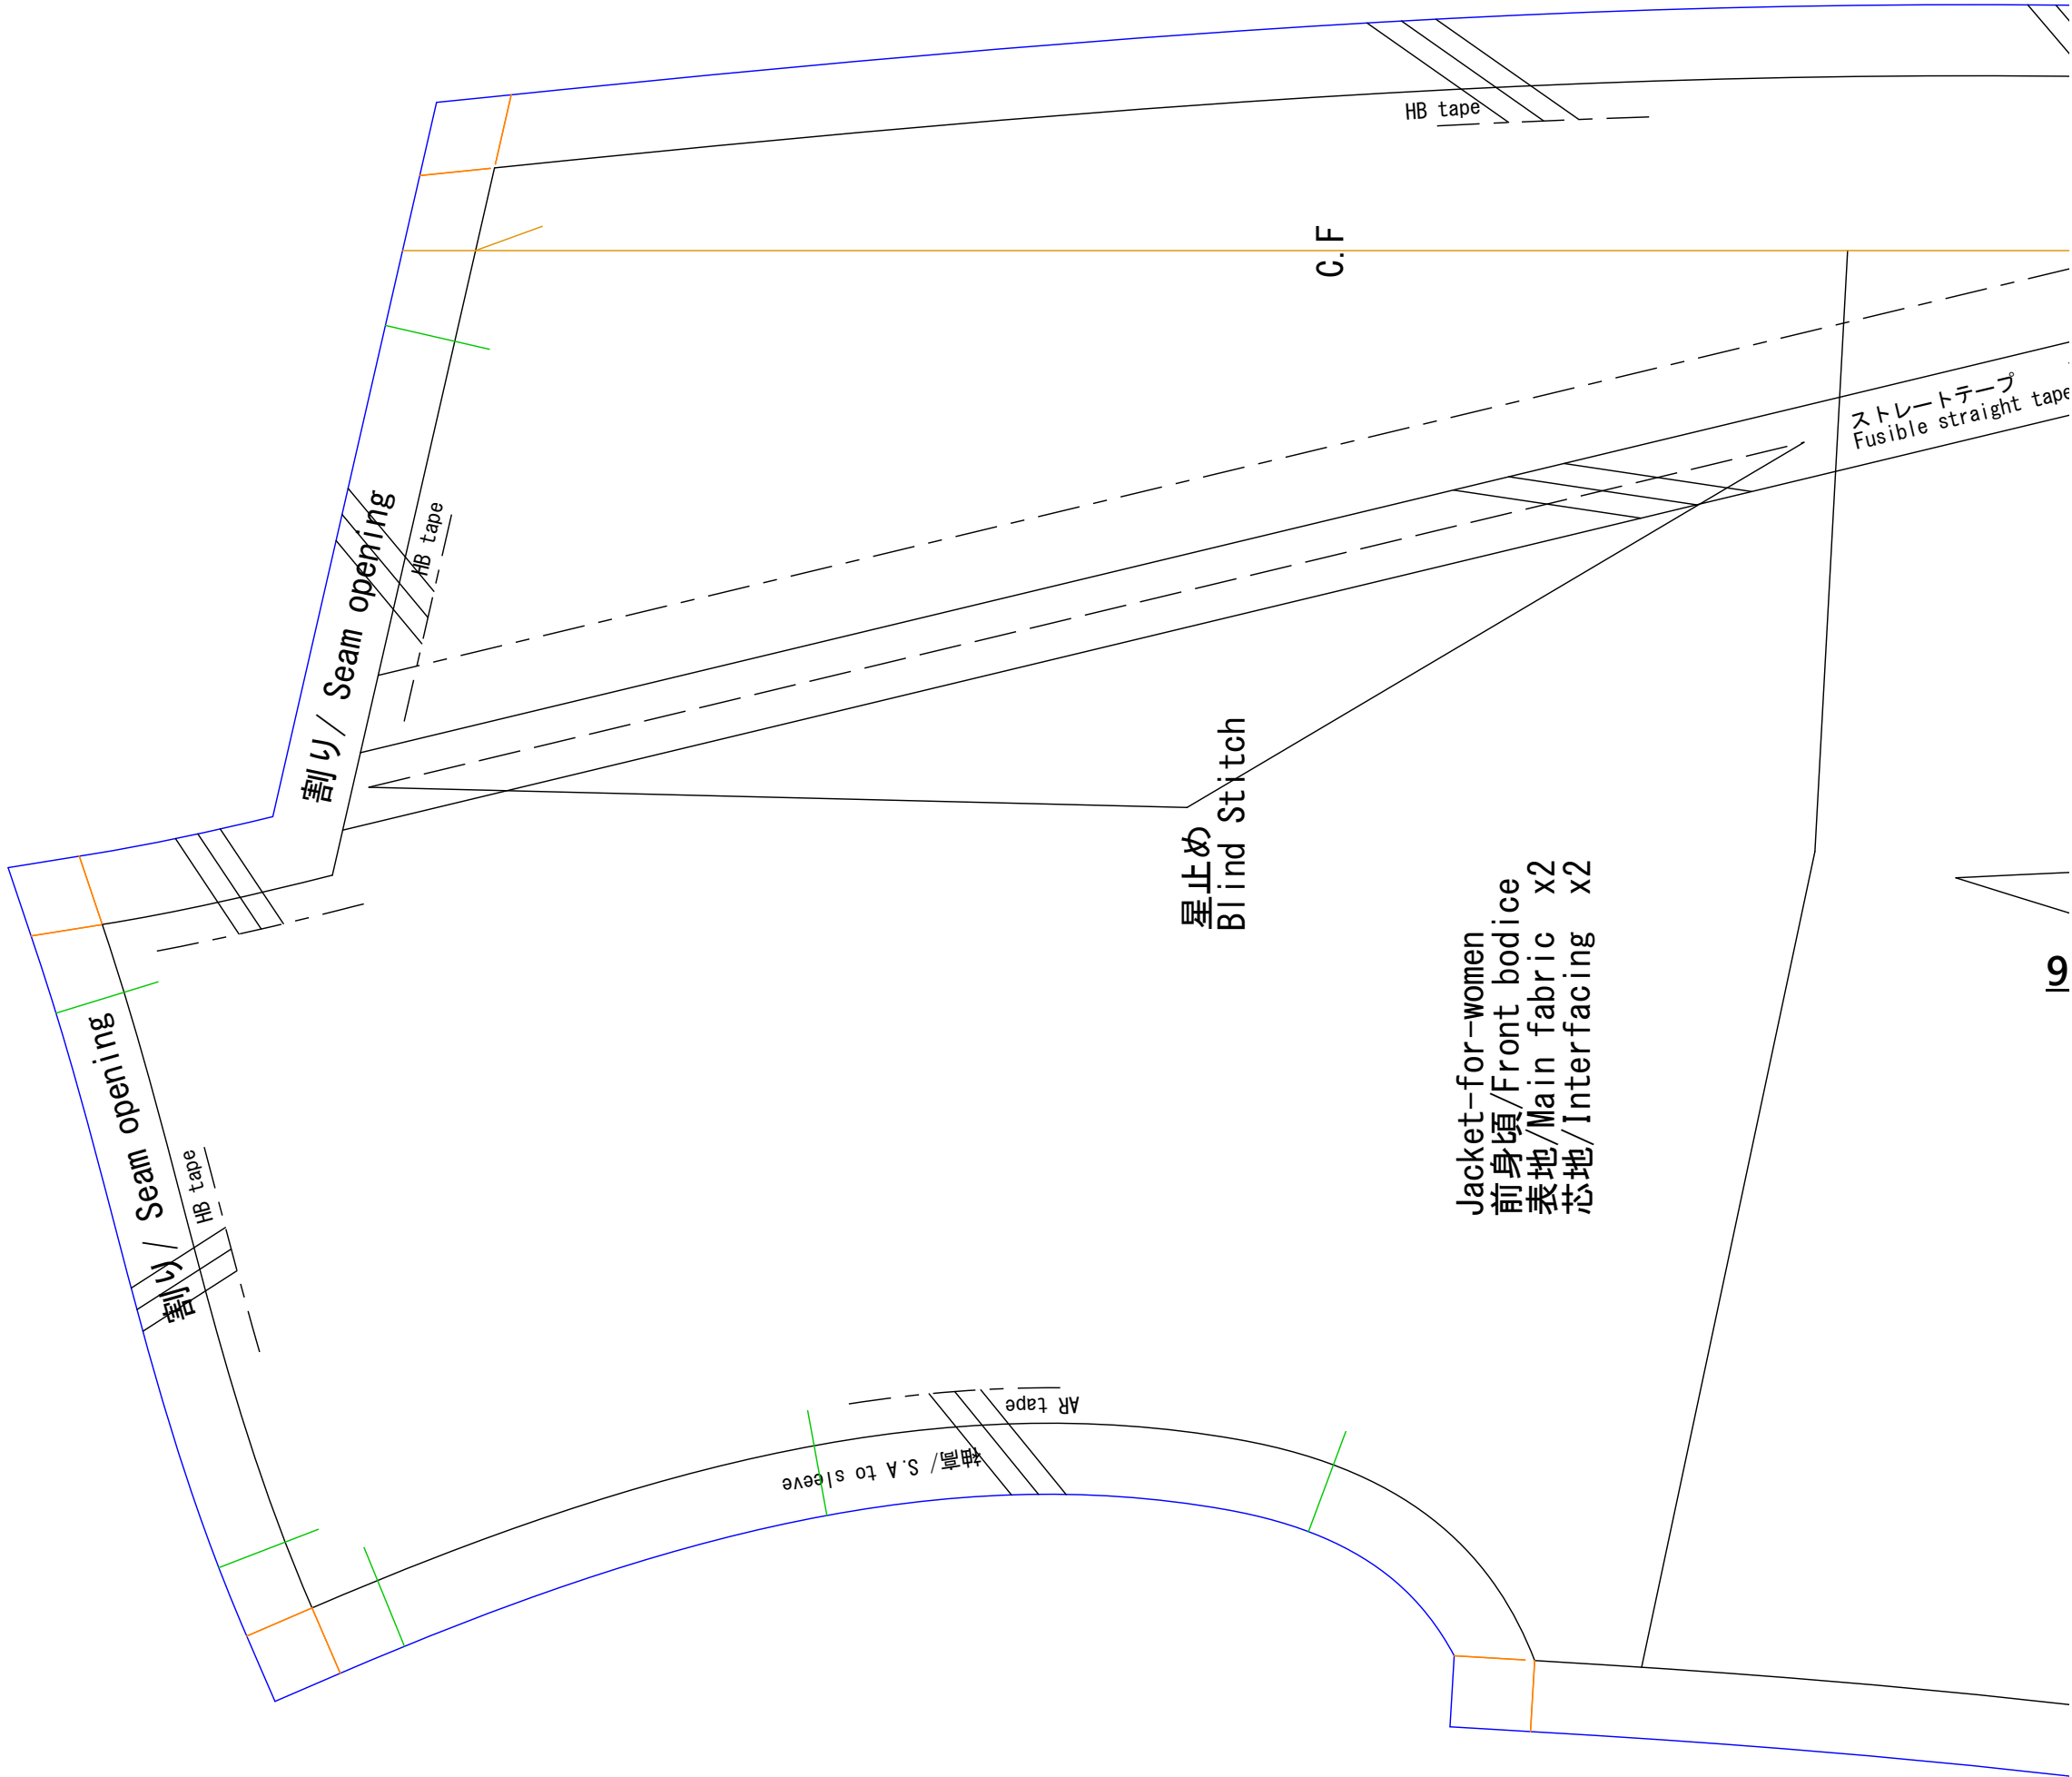 HB tape
C.F
ストレートテープ
Fusible straight tape
割り/ Seam opening
HB tape
星止め
Blind Stitch
Jacket-for-women
前身頃/Front bodice
表地/Main fabric x2
芯地/Interfacing x2
9
割り/ Seam opening
HB tape
AR tape
袖高/ S.A to sleeve